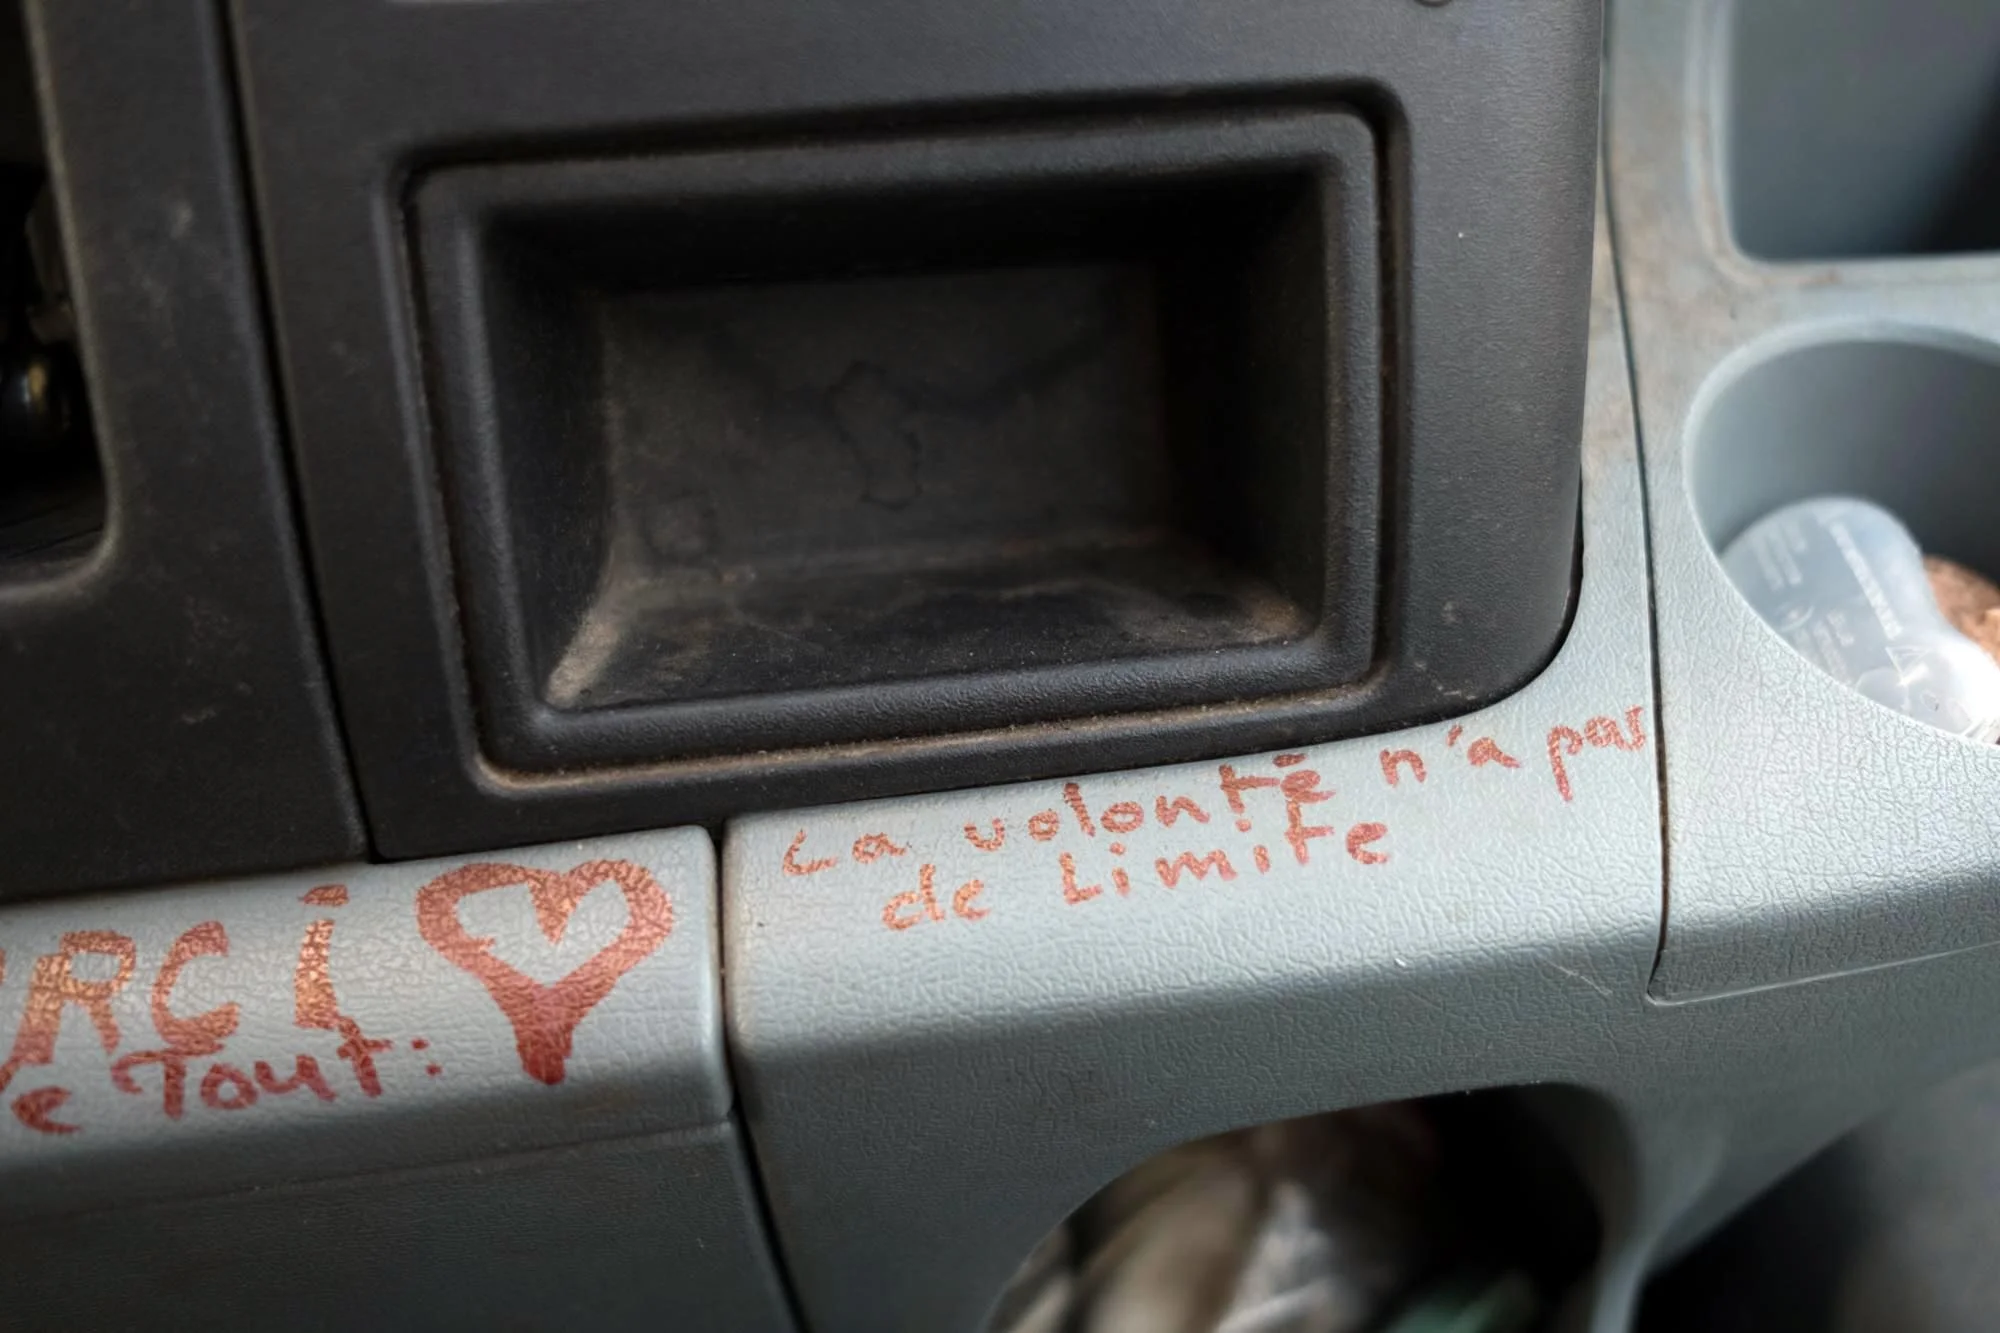 RCi
e Tout:
La volonté n'a pas
de Limite